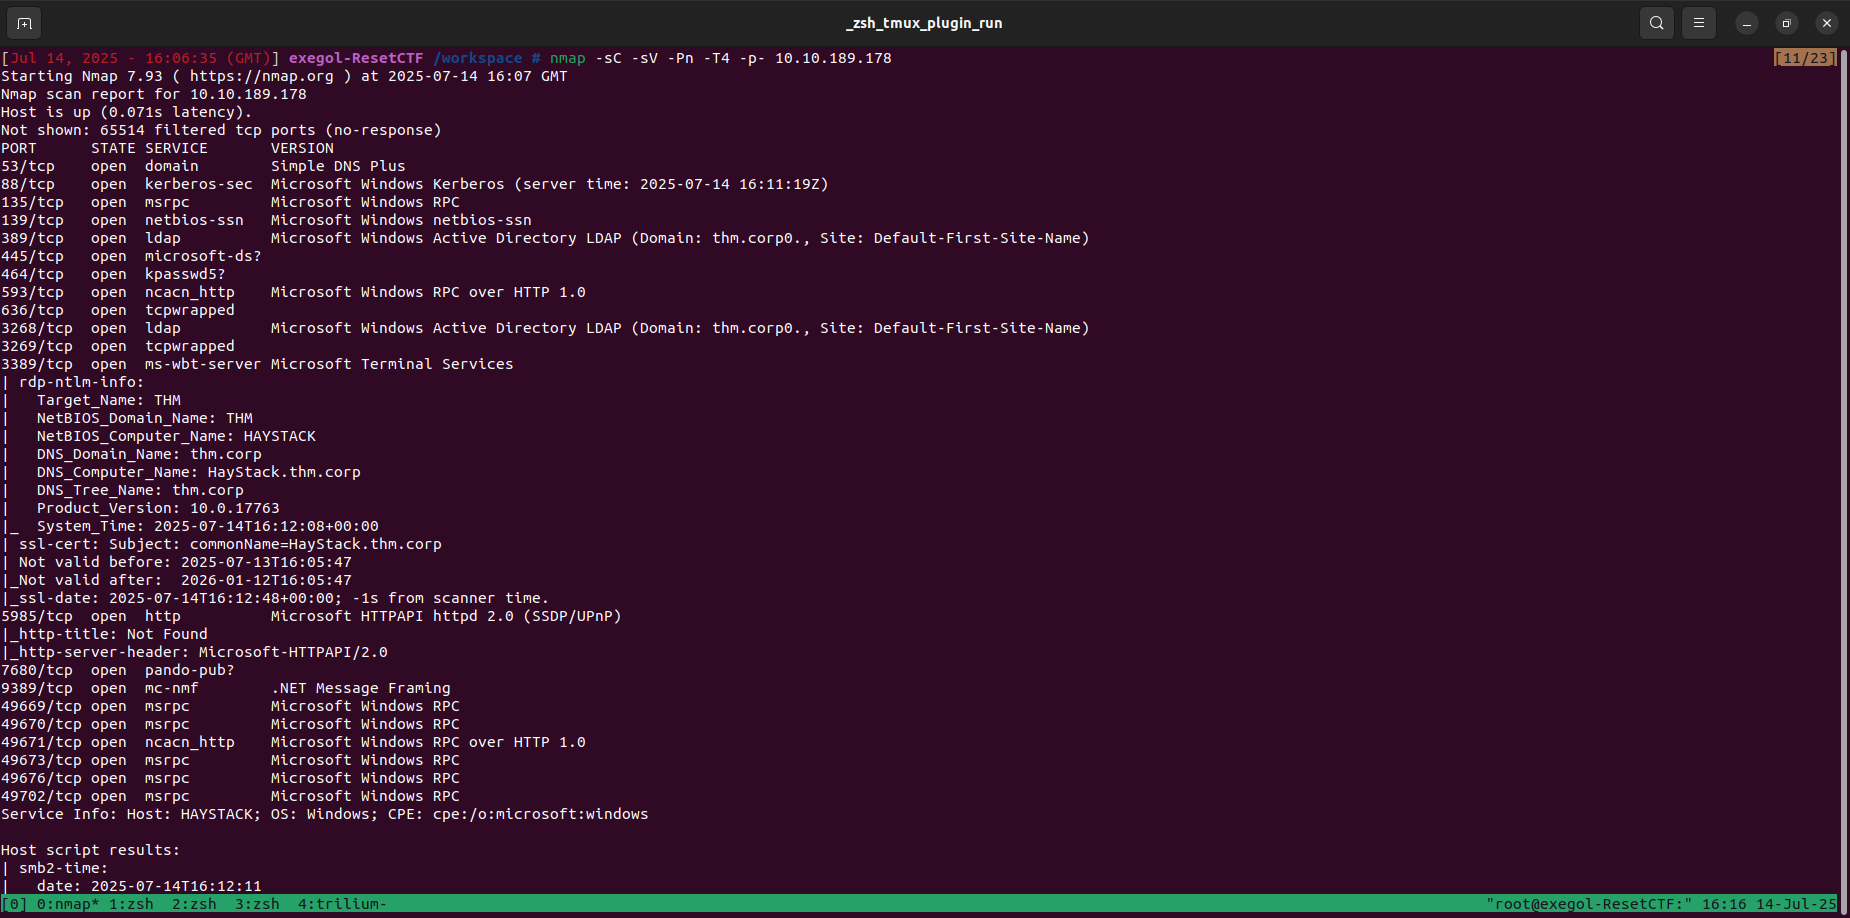 _zsh_tmux_plugin_run
[Jul 14, 2025 - 16:06:35 (GMT)] exegol-ResetCTF /workspace # nmap -sC -sV -Pn -T4 -p- 10.10.189.178 [11/23]
Starting Nmap 7.93 ( https://nmap.org ) at 2025-07-14 16:07 GMT
Nmap scan report for 10.10.189.178
Host is up (0.071s latency).
Not shown: 65514 filtered tcp ports (no-response)
PORT      STATE SERVICE       VERSION
53/tcp    open  domain        Simple DNS Plus
88/tcp    open  kerberos-sec  Microsoft Windows Kerberos (server time: 2025-07-14 16:11:19Z)
135/tcp   open  msrpc         Microsoft Windows RPC
139/tcp   open  netbios-ssn   Microsoft Windows netbios-ssn
389/tcp   open  ldap          Microsoft Windows Active Directory LDAP (Domain: thm.corp0., Site: Default-First-Site-Name)
445/tcp   open  microsoft-ds?
464/tcp   open  kpasswd5?
593/tcp   open  ncacn_http    Microsoft Windows RPC over HTTP 1.0
636/tcp   open  tcpwrapped
3268/tcp  open  ldap          Microsoft Windows Active Directory LDAP (Domain: thm.corp0., Site: Default-First-Site-Name)
3269/tcp  open  tcpwrapped
3389/tcp  open  ms-wbt-server Microsoft Terminal Services
| rdp-ntlm-info:
|   Target_Name: THM
|   NetBIOS_Domain_Name: THM
|   NetBIOS_Computer_Name: HAYSTACK
|   DNS_Domain_Name: thm.corp
|   DNS_Computer_Name: HayStack.thm.corp
|   DNS_Tree_Name: thm.corp
|   Product_Version: 10.0.17763
|_  System_Time: 2025-07-14T16:12:08+00:00
| ssl-cert: Subject: commonName=HayStack.thm.corp
| Not valid before: 2025-07-13T16:05:47
|_Not valid after:  2026-01-12T16:05:47
|_ssl-date: 2025-07-14T16:12:48+00:00; -1s from scanner time.
5985/tcp  open  http          Microsoft HTTPAPI httpd 2.0 (SSDP/UPnP)
|_http-title: Not Found
|_http-server-header: Microsoft-HTTPAPI/2.0
7680/tcp  open  pando-pub?
9389/tcp  open  mc-nmf        .NET Message Framing
49669/tcp open  msrpc         Microsoft Windows RPC
49670/tcp open  msrpc         Microsoft Windows RPC
49671/tcp open  ncacn_http    Microsoft Windows RPC over HTTP 1.0
49673/tcp open  msrpc         Microsoft Windows RPC
49676/tcp open  msrpc         Microsoft Windows RPC
49702/tcp open  msrpc         Microsoft Windows RPC
Service Info: Host: HAYSTACK; OS: Windows; CPE: cpe:/o:microsoft:windows
Host script results:
| smb2-time:
|   date: 2025-07-14T16:12:11
[0] 0:nmap* 1:zsh  2:zsh  3:zsh  4:trilium- "root@exegol-ResetCTF:" 16:16 14-Jul-25